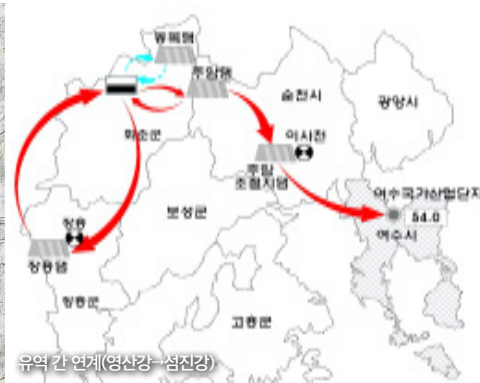 동복댐
주암댐
순천시
광양시
화순군
이사천
주암
조절지댐
여수국가산업단지
54.0
여수시
보성군
장흥
장흥댐
장흥군
고흥군
유역 간 연계(영산강→섬진강)